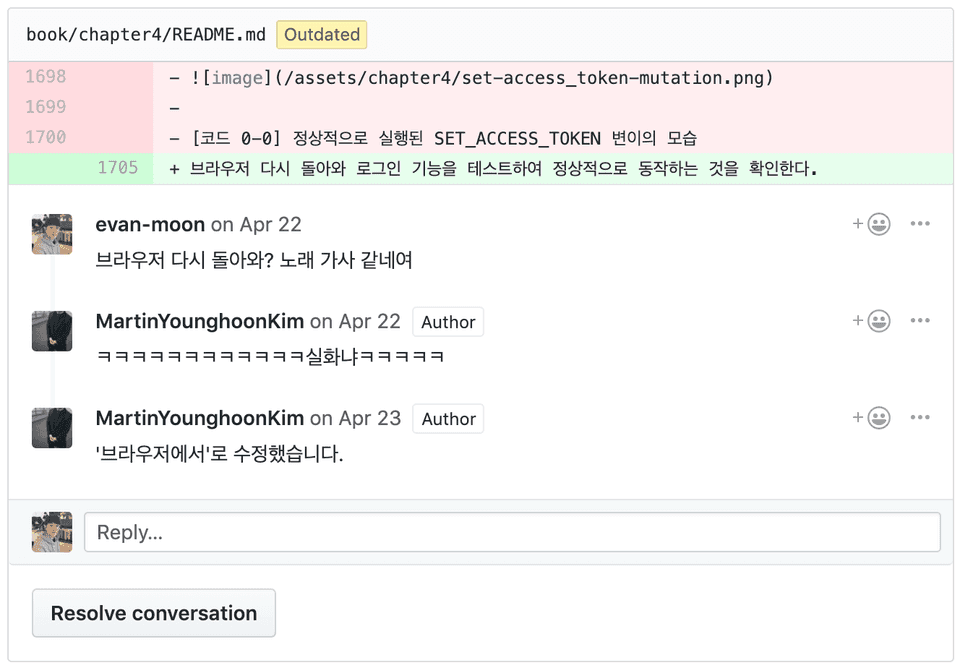 book/chapter4/README.md Outdated
1698 - ![image](/assets/chapter4/set-access_token-mutation.png)
1699 -
1700 - [코드 0-0] 정상적으로 실행된 SET_ACCESS_TOKEN 변이의 모습
1705 + 브라우저 다시 돌아와 로그인 기능을 테스트하여 정상적으로 동작하는 것을 확인한다.
evan-moon on Apr 22
브라우저 다시 돌아와? 노래 가사 같네여
MartinYounghoonKim on Apr 22 Author
ㅋㅋㅋㅋㅋㅋㅋㅋㅋㅋㅋㅋ실화냐ㅋㅋㅋㅋㅋ
MartinYounghoonKim on Apr 23 Author
'브라우저에서'로 수정했습니다.
Reply...
Resolve conversation